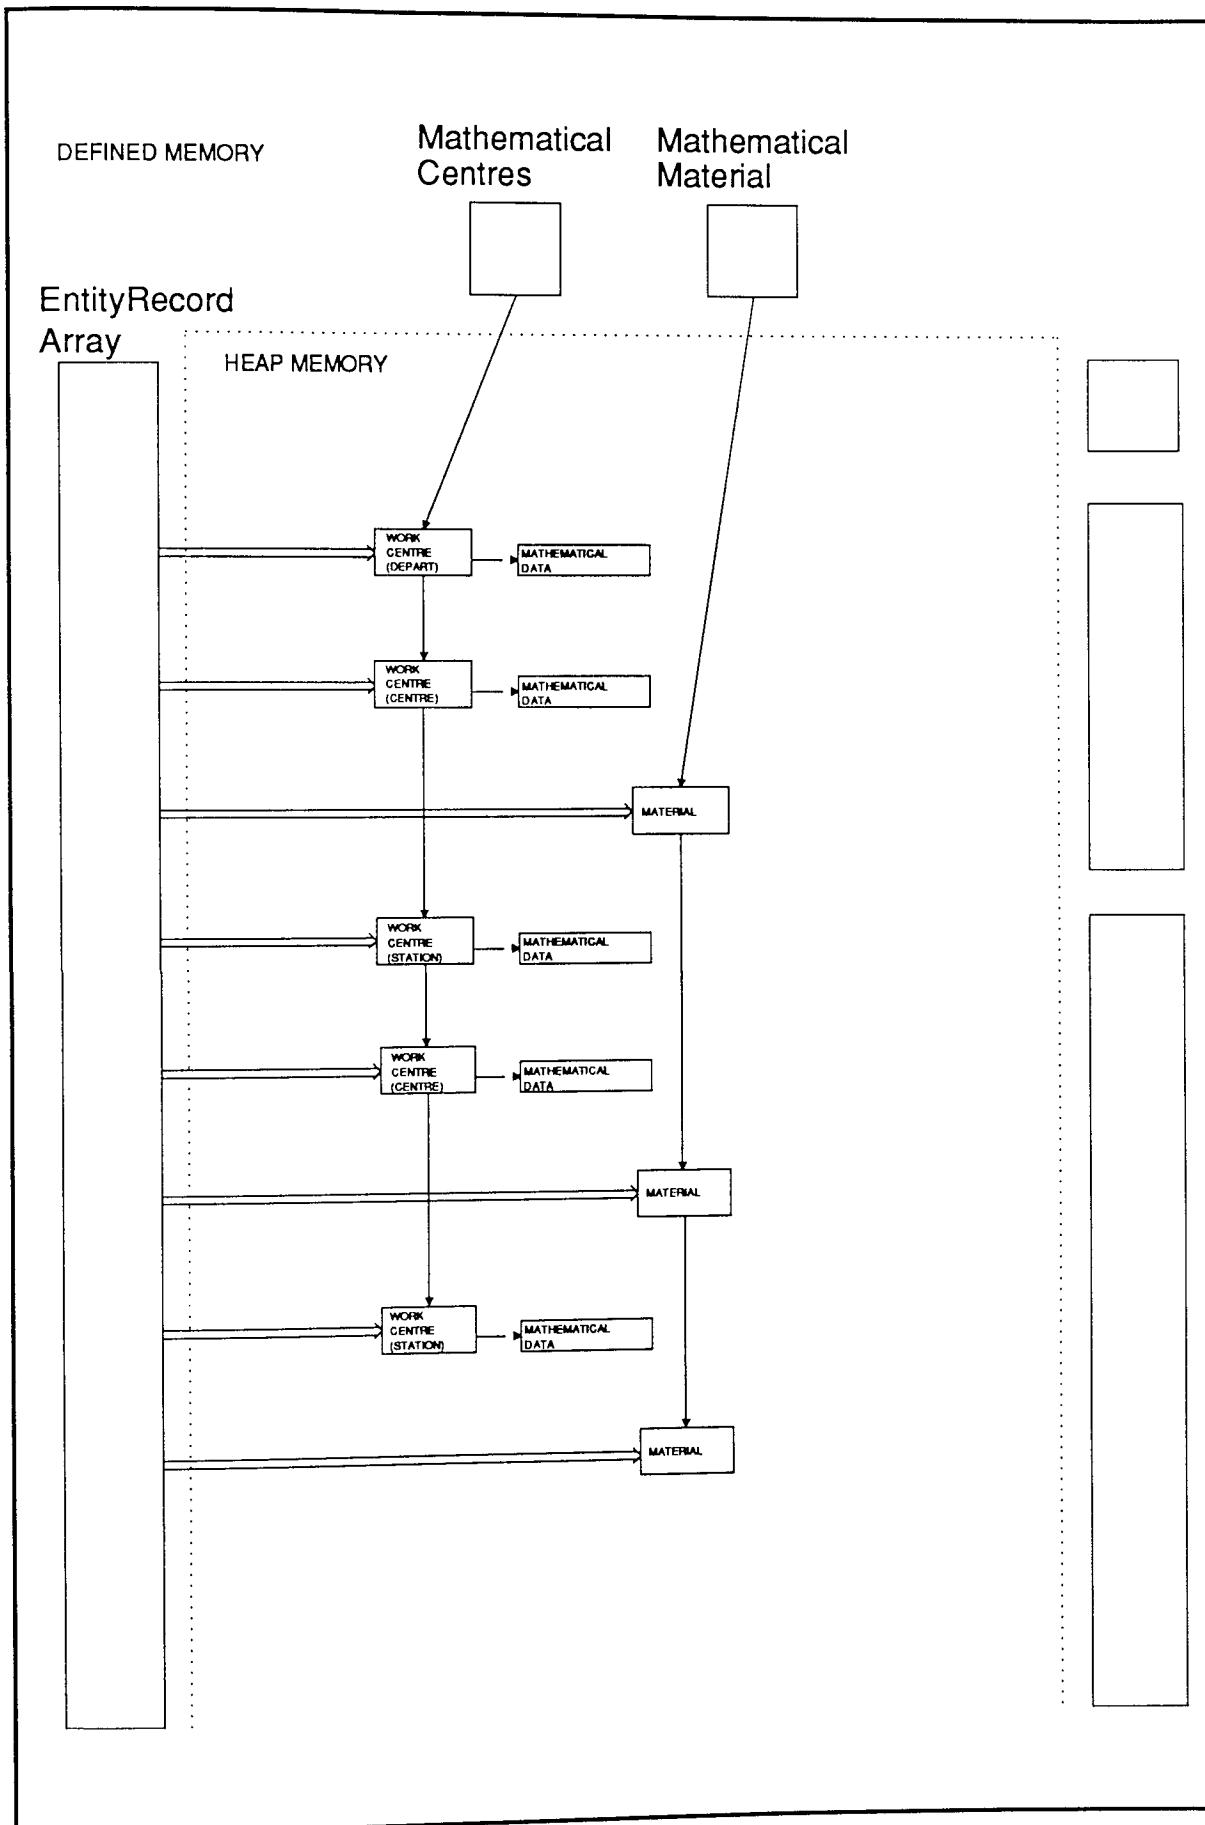 DEFINED MEMORY
Mathematical
Centres
Mathematical
Material
EntityRecord
Array
HEAP MEMORY
WORK
CENTRE
(DEPART)
MATHEMATICAL
DATA
WORK
CENTRE
(CENTRE)
MATHEMATICAL
DATA
MATERIAL
WORK
CENTRE
(STATION)
MATHEMATICAL
DATA
WORK
CENTRE
(CENTRE)
MATHEMATICAL
DATA
MATERIAL
WORK
CENTRE
(STATION)
MATHEMATICAL
DATA
MATERIAL